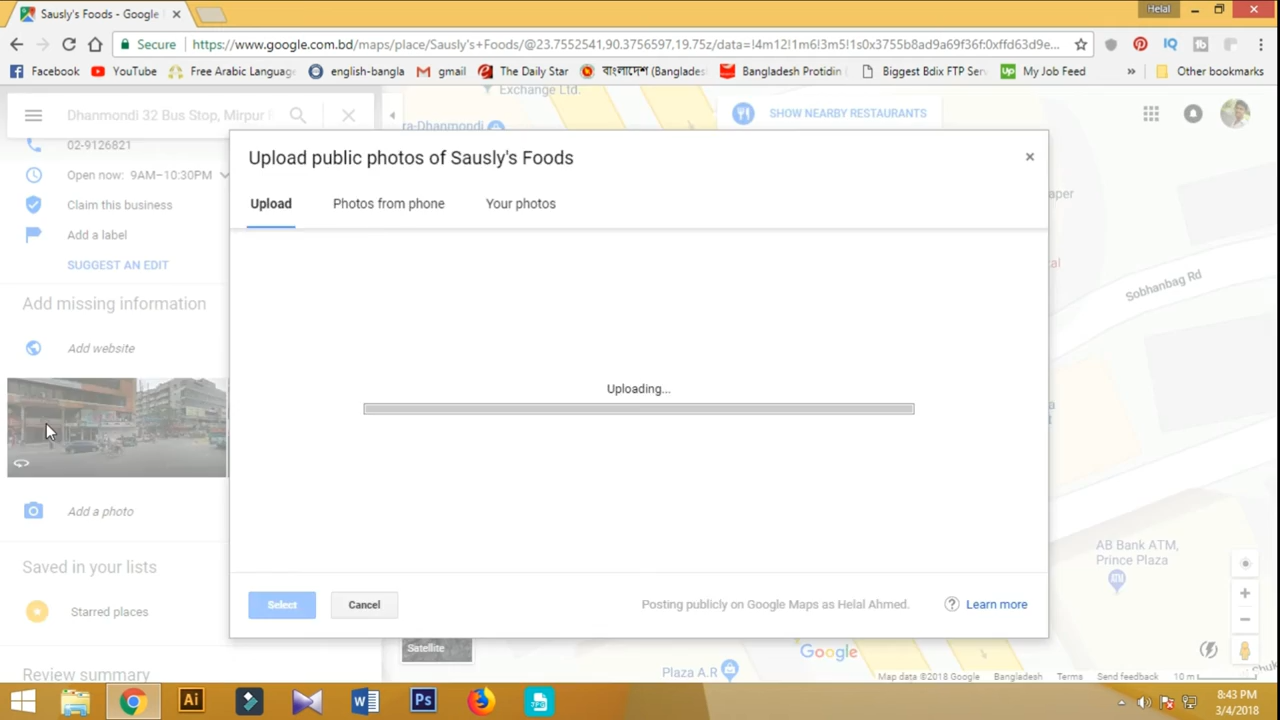 Sausly's Foods - Google
Helal
Secure
https://www.google.com.bd/maps/place/Sausly's+Foods/@23.7552541,90.3756597,19.75z/data=!4m12!1m6!3m5!1s0x3755b8ad9a69f36f:0xffd63d9e...
Facebook
YouTube
Free Arabic Languag
english-bangla
gmail
The Daily Star
বাংলাদেশ (Banglades
Bangladesh Protidin
Biggest Bdix FTP Ser
My Job Feed
»
Other bookmarks
Dhanmondi 32 Bus Stop, Mirpur
Exchange Ltd.
ra-Dhanmondi
SHOW NEARBY RESTAURANTS
02-9126821
Open now: 9AM–10:30PM
Claim this business
Add a label
SUGGEST AN EDIT
Add missing information
Add website
Add a photo
Saved in your lists
Starred places
Review summary
Upload public photos of Sausly's Foods
×
Upload
Photos from phone
Your photos
Uploading...
Select
Cancel
Posting publicly on Google Maps as Helal Ahmed.
Learn more
Sobhanbag Rd
AB Bank ATM,
Prince Plaza
Satellite
Plaza A.R
Google
Map data ©2018 Google
Bangladesh
Terms
Send feedback
10 m
8:43 PM
3/4/2018